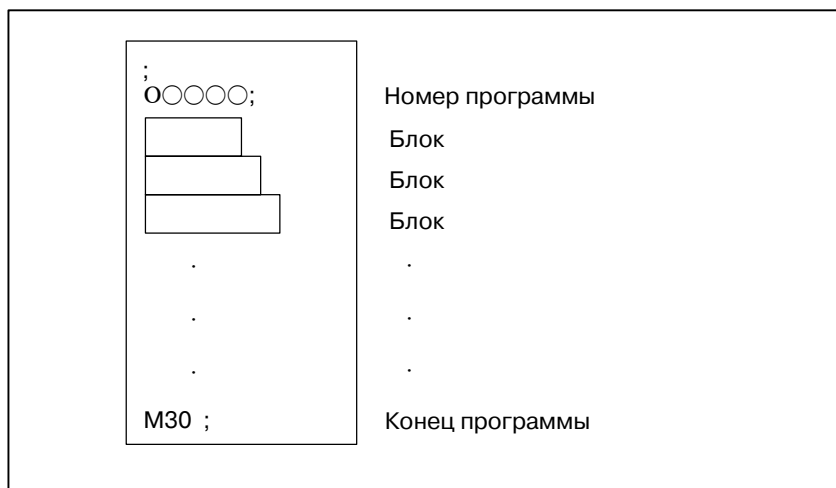 ;
O○○○○; Номер программы
Блок
Блок
Блок
. .
. .
. .
M30 ; Конец программы